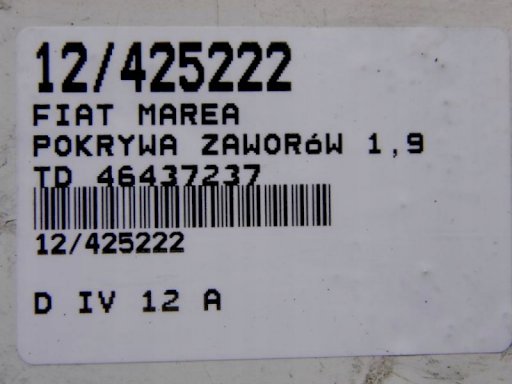 12/425222
FIAT MAREA
POKRYWA ZAWORóW 1,9
TD 46437237
12/425222
D IV 12 A